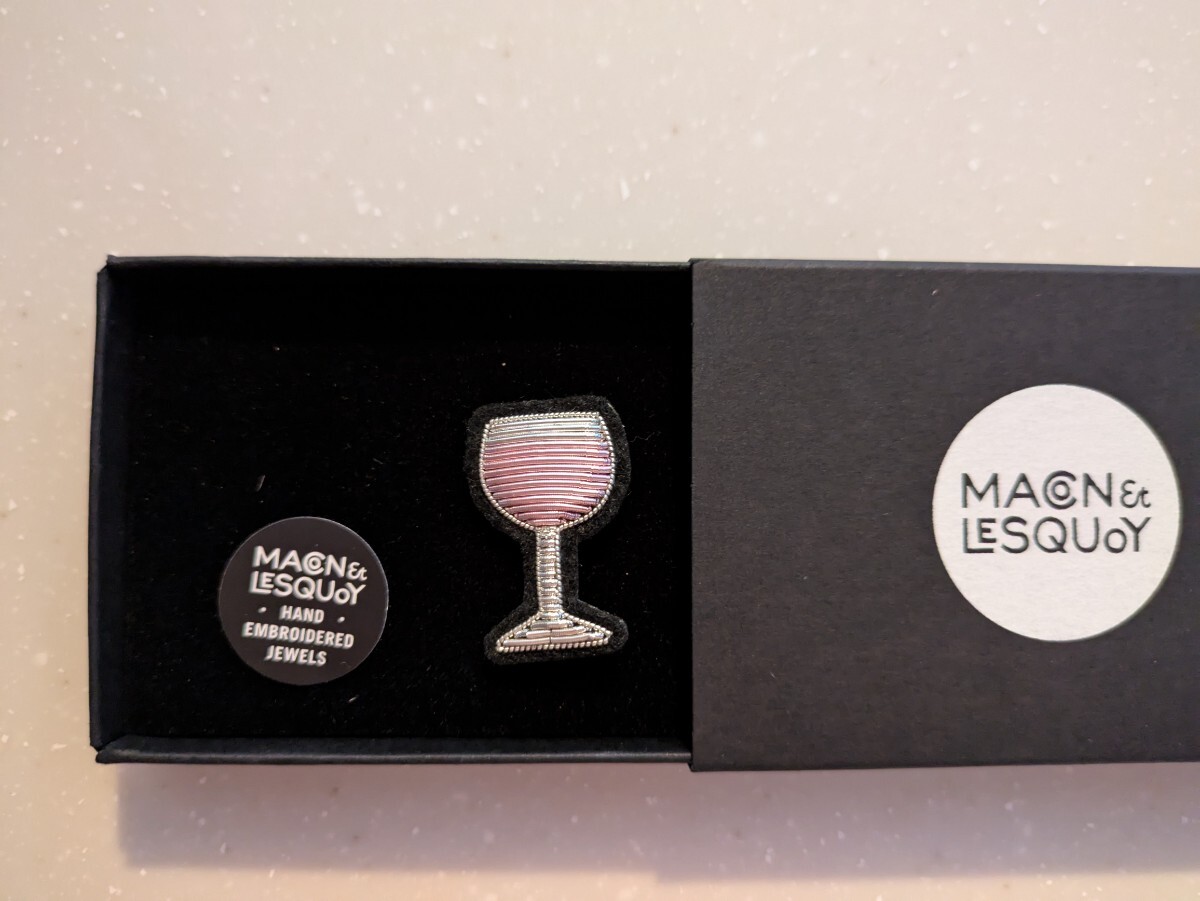 MACON Et
LESQUOY
• HAND •
EMBROIDERED
JEWELS
MACON Et
LESQUOY